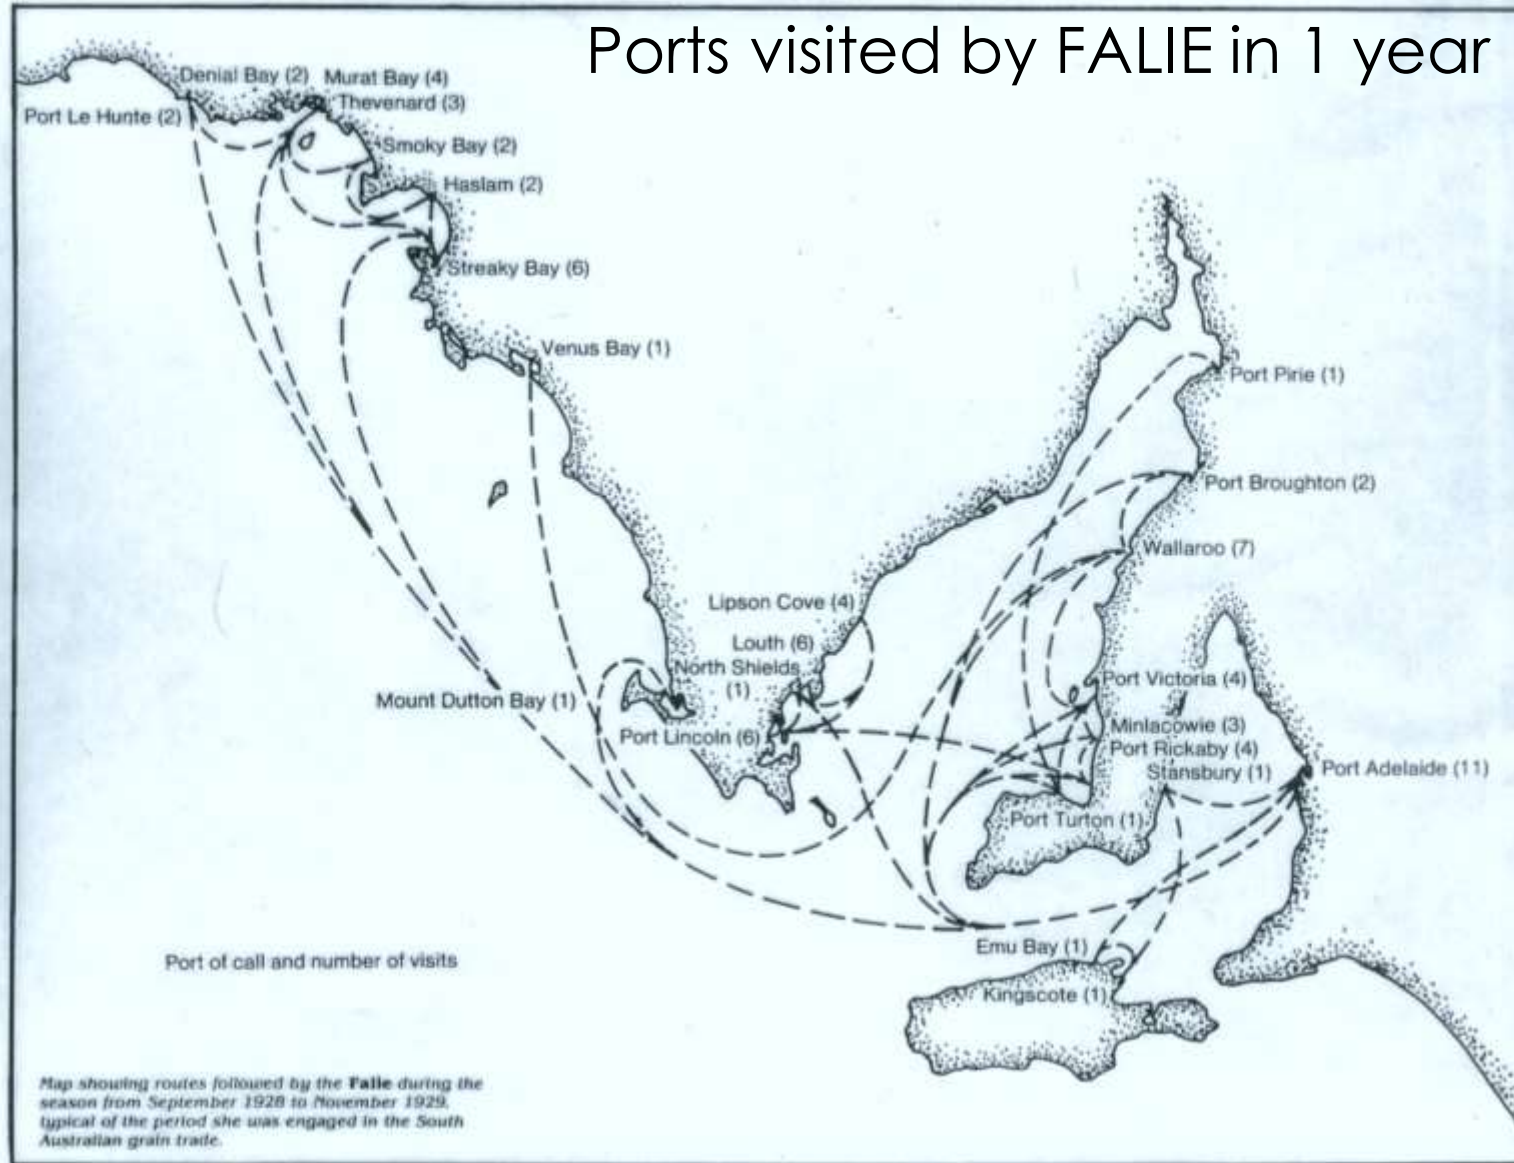 Ports visited by FALIE in 1 year
Denial Bay (2) Murat Bay (4)
Thevenard (3)
Port Le Hunte (2)
Smoky Bay (2)
Haslam (2)
Streaky Bay (6)
Venus Bay (1)
Port Pirie (1)
Port Broughton (2)
Wallaroo (7)
Lipson Cove (4)
Louth (6)
North Shields
(1)
Port Victoria (4)
Mount Dutton Bay (1)
Minlacowie (3)
Port Lincoln (6)
Port Rickaby (4)
Stansbury (1)
Port Adelaide (11)
Port Turton (1)
Emu Bay (1)
Port of call and number of visits
Kingscote (1)
Map showing routes followed by the Falie during the
season from September 1928 to November 1929,
typical of the period she was engaged in the South
Australian grain trade.